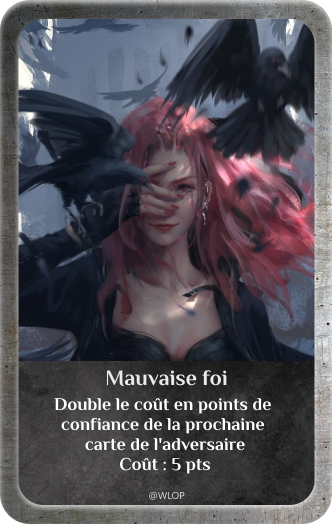 Mauvaise foi
Double le coût en points de
confiance de la prochaine
carte de l'adversaire
Coût : 5 pts
@WLOP